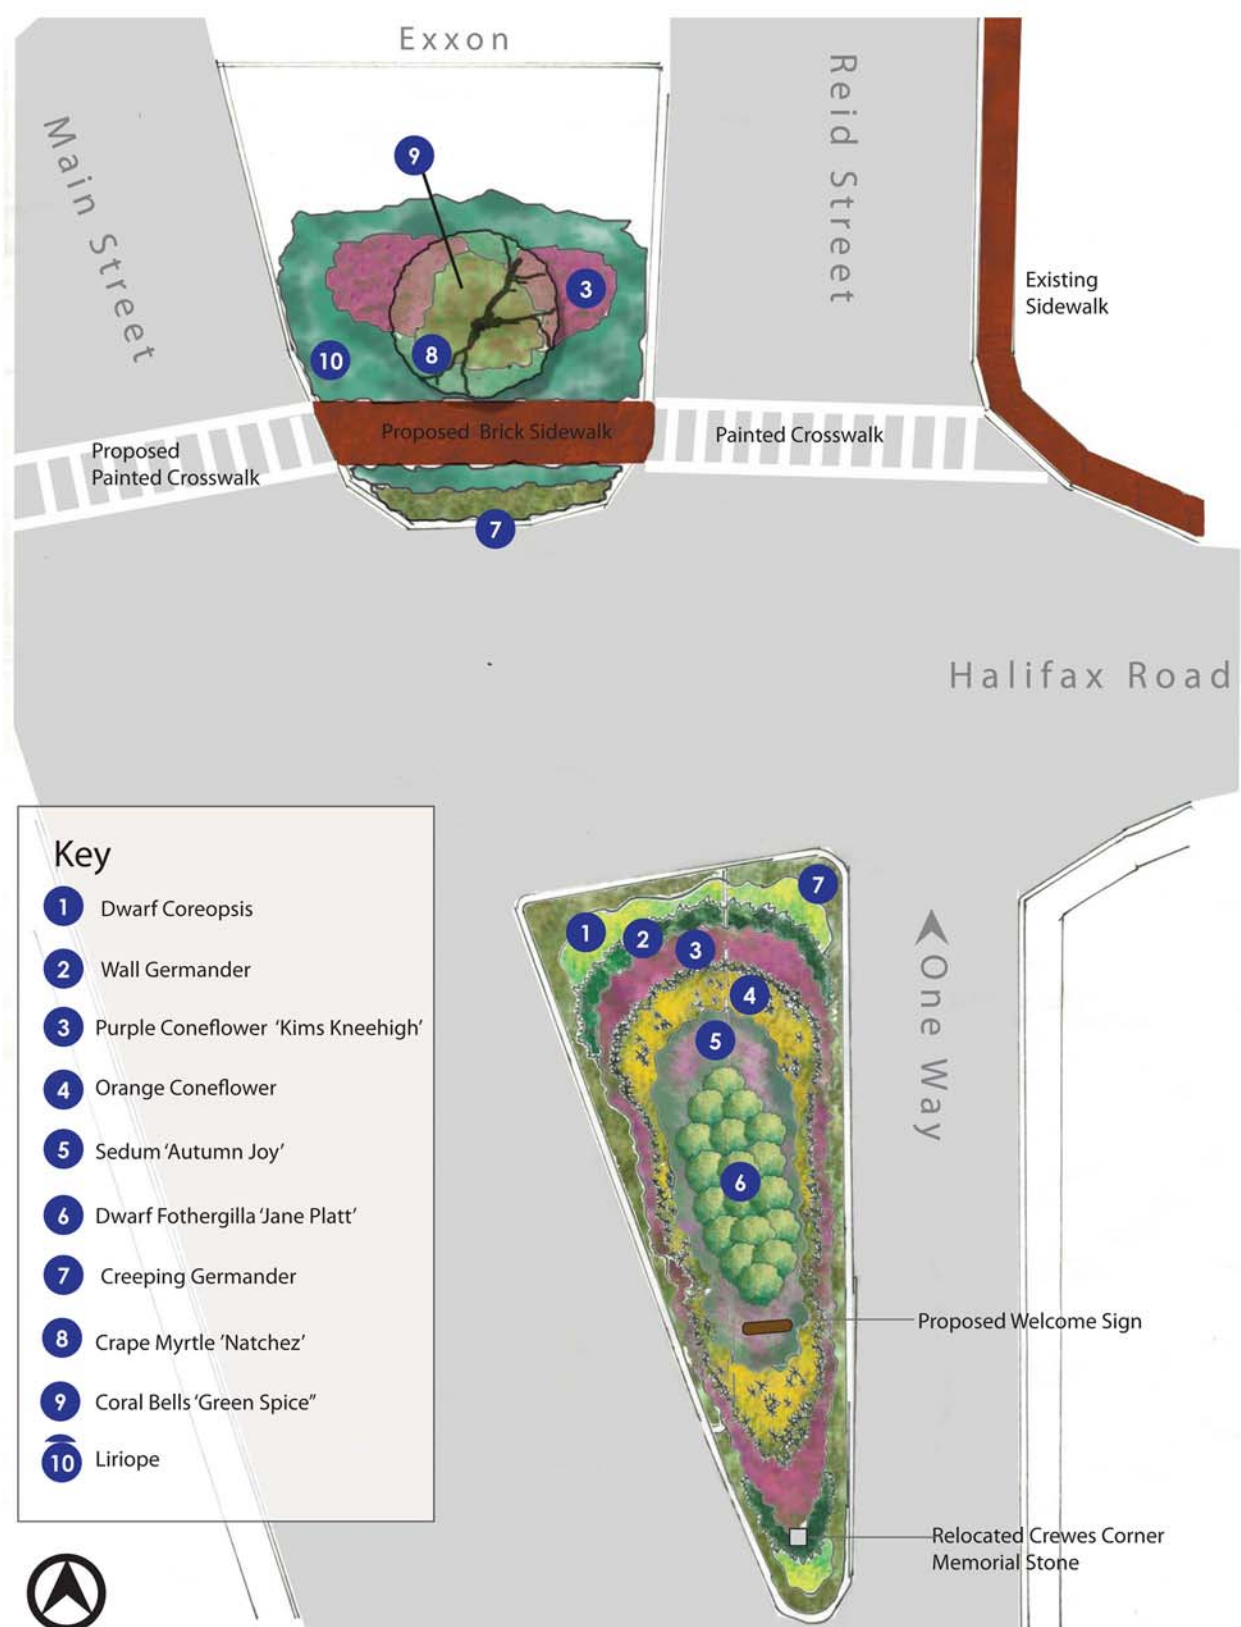 Exxon
Main Street
Reid Street
9
3
10
8
Existing
Sidewalk
Proposed Brick Sidewalk
Painted Crosswalk
Proposed
Painted Crosswalk
7
Halifax Road
Key
1 Dwarf Coreopsis
2 Wall Germander
3 Purple Coneflower 'Kims Kneehigh'
4 Orange Coneflower
5 Sedum 'Autumn Joy'
6 Dwarf Fothergilla 'Jane Platt'
7 Creeping Germander
8 Crape Myrtle 'Natchez'
9 Coral Bells 'Green Spice"
10 Liriope
7
1
2
3
4
5
6
One Way
Proposed Welcome Sign
Relocated Crewes Corner
Memorial Stone